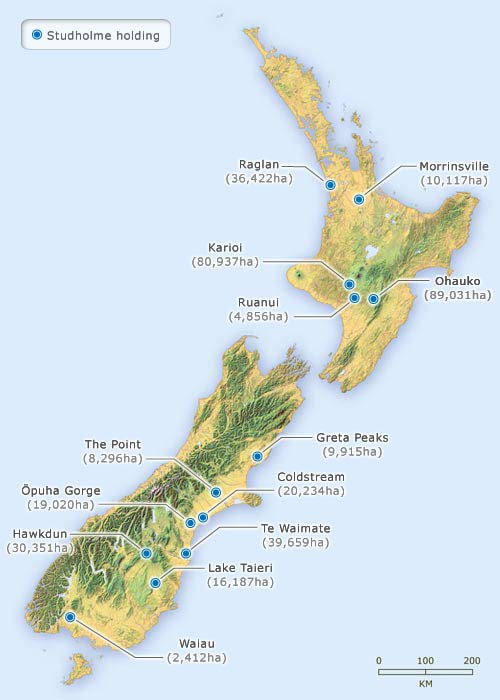 Studholme holding
Raglan
(36,422ha)
Morrinsville
(10,117ha)
Karioi
(80,937ha)
Ohauko
(89,031ha)
Ruanui
(4,856ha)
Greta Peaks
(9,915ha)
The Point
(8,296ha)
Coldstream
(20,234ha)
Ōpuha Gorge
(19,020ha)
Te Waimate
(39,659ha)
Hawkdun
(30,351ha)
Lake Taieri
(16,187ha)
Waiau
(2,412ha)
0 100 200
KM